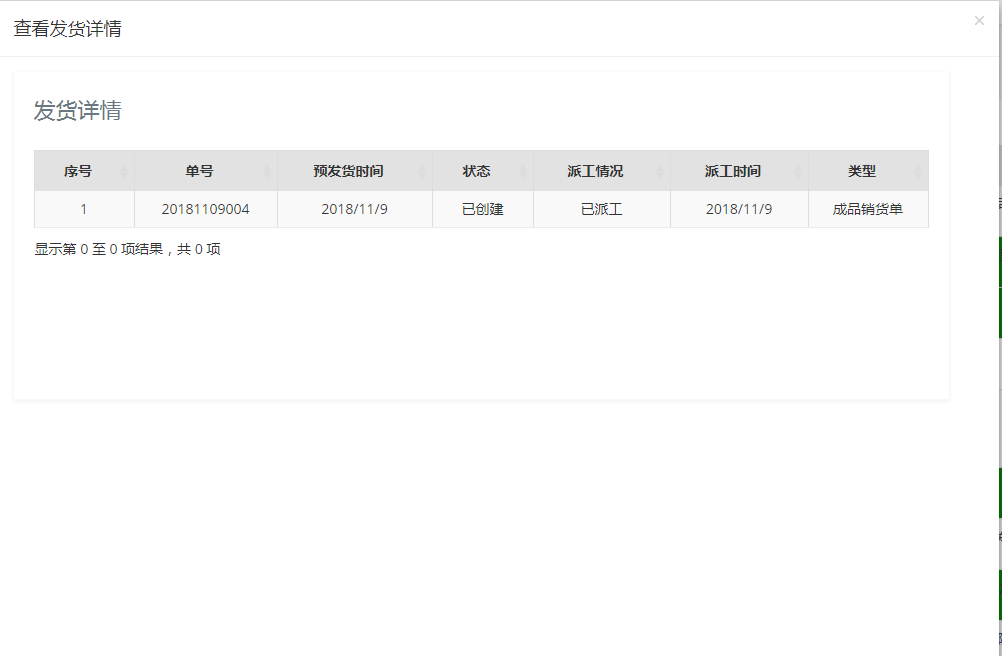 查看发货详情
×
发货详情
序号 单号 预发货时间 状态 派工情况 派工时间 类型
1 20181109004 2018/11/9 已创建 已派工 2018/11/9 成品销货单
显示第 0 至 0 项结果，共 0 项